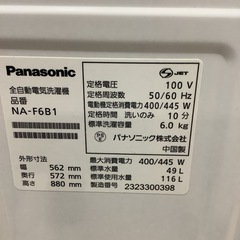 Panasonic
全自動電気洗濯機
品番
NA-F6B1
外形寸法
幅 562 mm
奥行 572 mm
高さ 880 mm
JET
定格電圧 100 V
定格周波数 50/60 Hz
電動機定格消費電力 400/445 W
定格時間 洗いのみ 10 分
標準洗濯容量 6.0 kg
パナソニック株式会社
中国製
最大消費電力 400/445 W
標準水量 49 L
標準使用水量 116 L
2323300398